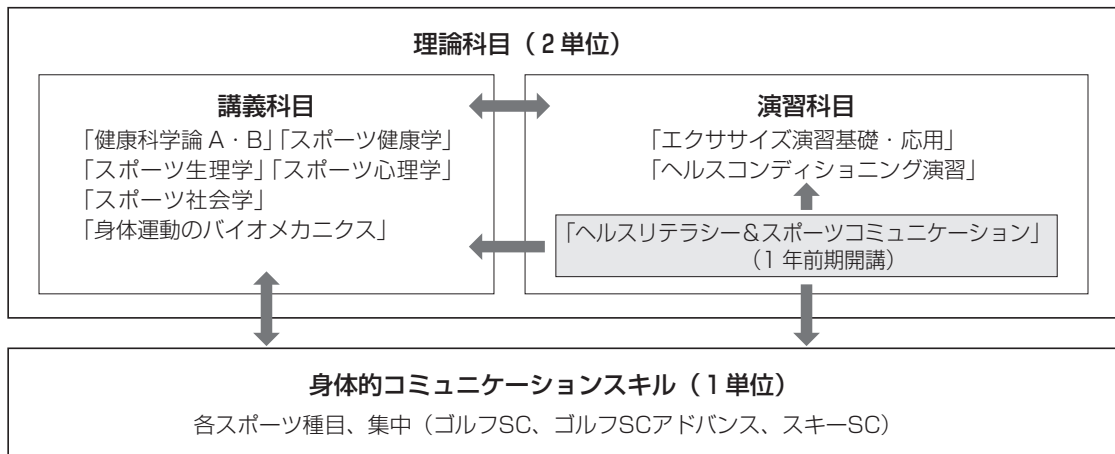 理論科目（2単位）
講義科目
「健康科学論 A・B」「スポーツ健康学」
「スポーツ生理学」「スポーツ心理学」
「スポーツ社会学」
「身体運動のバイオメカニクス」
演習科目
「エクササイズ演習基礎・応用」
「ヘルスコンディショニング演習」
「ヘルスリテラシー＆スポーツコミュニケーション」
（1 年前期開講）
身体的コミュニケーションスキル（1単位）
各スポーツ種目、集中（ゴルフSC、ゴルフSCアドバンス、スキーSC）